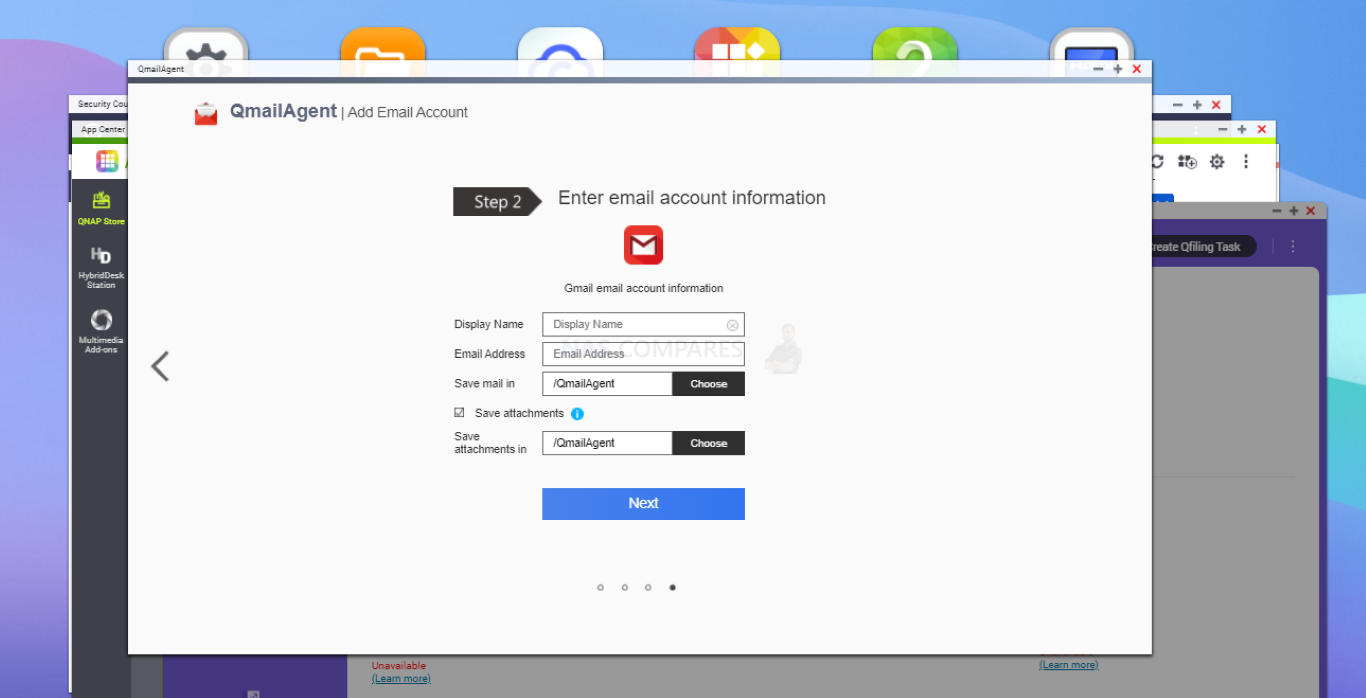 QmailAgent
Security Cou
App Center
QmailAgent | Add Email Account
QNAP Store
HD
HybridDesk
Station
Multimedia
Add-ons
Step 2
Enter email account information
Gmail email account information
Display Name
Display Name
Email Address
Email Address
NAS COMPARES
Save mail in
/QmailAgent
Choose
Save attachments
Save
attachments in
/QmailAgent
Choose
Next
reate Qfiling Task
Unavailable
(Learn more)
(Learn more)